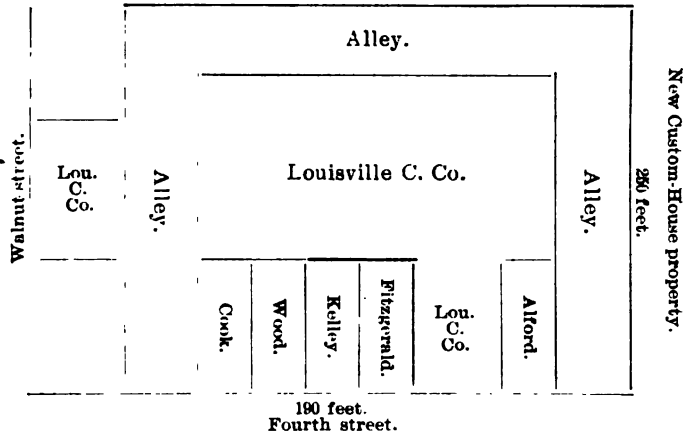 Alley.
Walnut street.
Lou.
C.
Co.
Alley.
Louisville C. Co.
Alley.
250 feet.
New Custom-House property.
Cook.
Wood.
Kelley.
Fitzgerald.
Lou.
C.
Co.
Alford.
190 feet.
Fourth street.